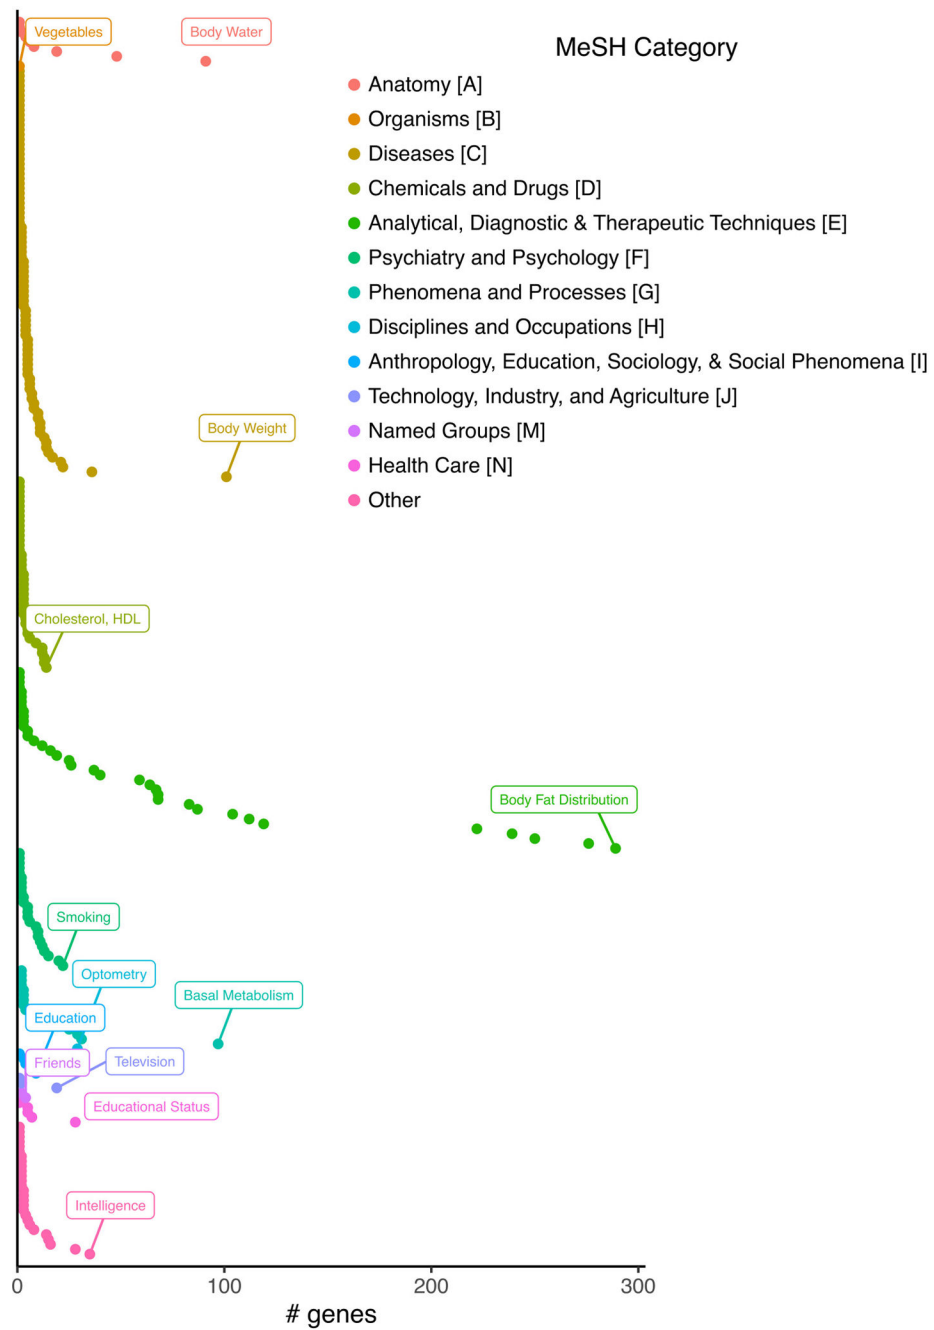 Vegetables
Body Water
MeSH Category
Anatomy [A]
Organisms [B]
Diseases [C]
Chemicals and Drugs [D]
Analytical, Diagnostic & Therapeutic Techniques [E]
Psychiatry and Psychology [F]
Phenomena and Processes [G]
Disciplines and Occupations [H]
Anthropology, Education, Sociology, & Social Phenomena [I]
Technology, Industry, and Agriculture [J]
Named Groups [M]
Health Care [N]
Other
Body Weight
Cholesterol, HDL
Body Fat Distribution
Smoking
Optometry
Basal Metabolism
Education
Friends
Television
Educational Status
Intelligence
0 100 200 300
# genes